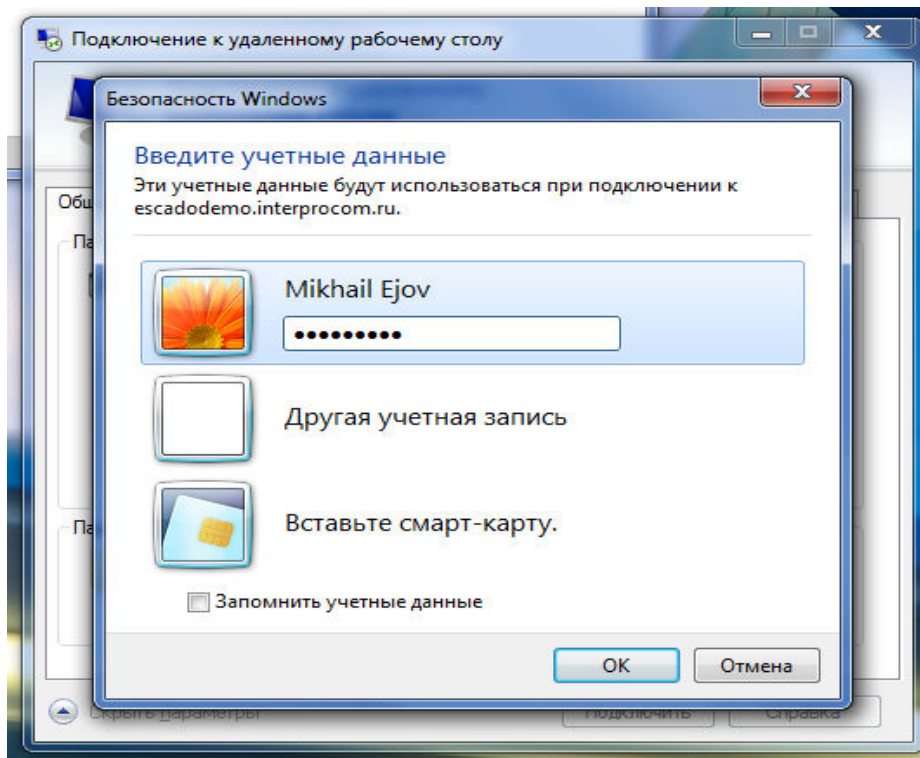 Подключение к удаленному рабочему столу
Безопасность Windows
Введите учетные данные
Эти учетные данные будут использоваться при подключении к
escadodemo.interprocom.ru.
Mikhail Ejov
•••••••••
Другая учетная запись
Вставьте смарт-карту.
Запомнить учетные данные
ОК
Отмена
Скрыть параметры
Подключить
Справка